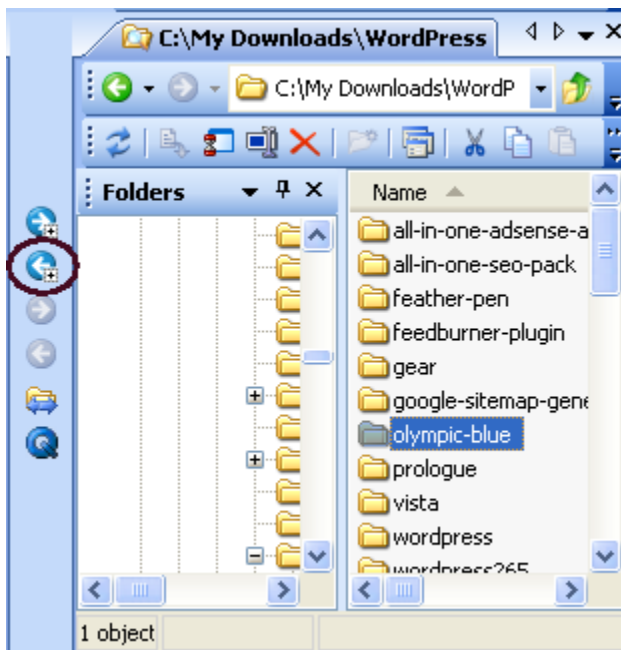 C:\My Downloads\WordPress
C:\My Downloads\WordP
Folders
Name
all-in-one-adsense-a
all-in-one-seo-pack
feather-pen
feedburner-plugin
gear
google-sitemap-gene
olympic-blue
prologue
vista
wordpress
wordpress265
1 object